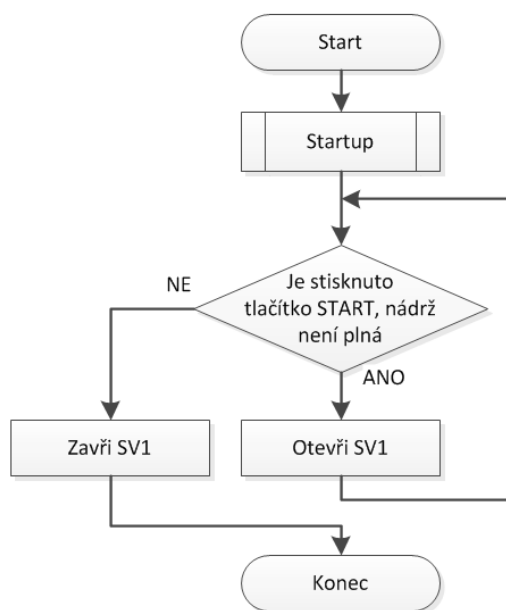 Start
Startup
Je stisknuto
tlačítko START, nádrž
není plná
NE
ANO
Zavři SV1
Otevři SV1
Konec